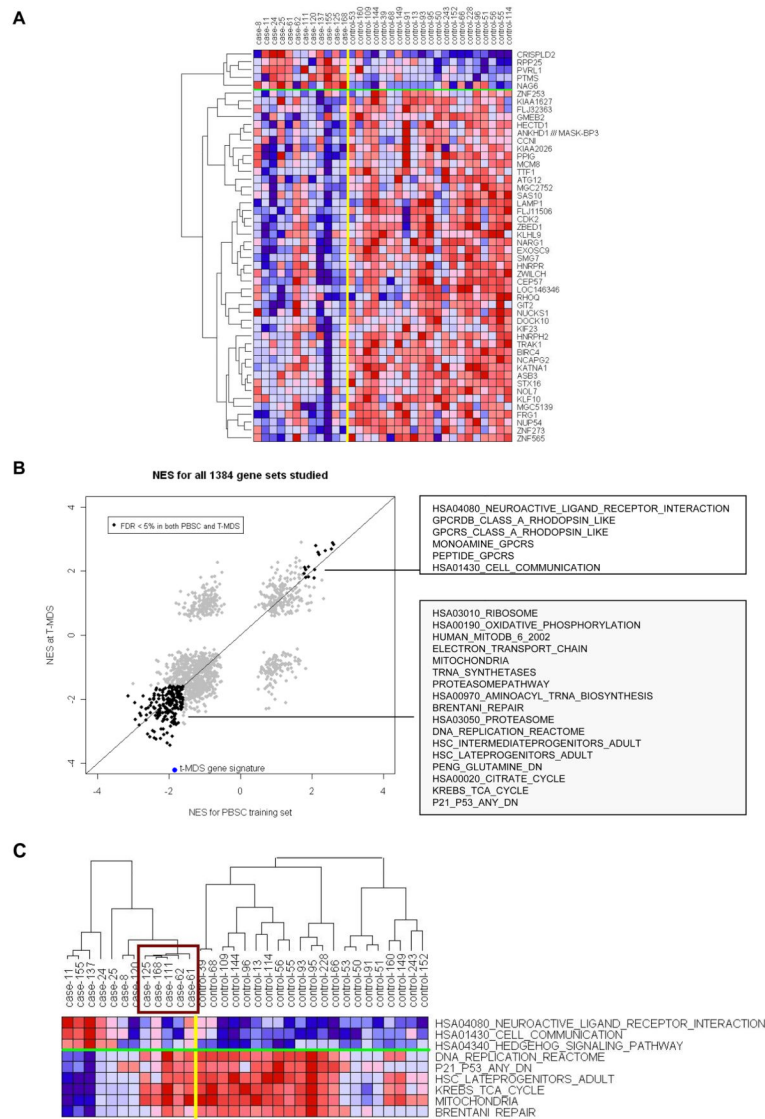 A
case-8
case-11
case-24
case-25
case-61
case-62
case-111
case-120
case-137
case-155
case-125
case-168
control-53
control-160
control-109
control-144
control-39
control-68
control-149
control-91
control-13
control-93
control-95
control-50
control-243
control-152
control-66
control-228
control-96
control-51
control-56
control-55
control-114
CRISPLD2
RPP25
PVRL1
PTMS
NAG6
ZNF253
KIAA1627
FLJ32363
GMEB2
HECTD1
ANKHD1 /// MASK-BP3
CCNI
KIAA2026
PPIG
MCM8
TTF1
ATG12
MGC2752
SAS10
LAMP1
FLJ11506
CDK2
ZBED1
KLHL9
NARG1
EXOSC9
SMG7
HNRPR
ZWILCH
CEP57
LOC146346
RHOQ
GIT2
NUCKS1
DOCK10
KIF23
HNRPH2
TRAK1
BIRC4
NCAPG2
KATNA1
ASB3
STX16
NOL7
KLF10
MGC5139
FRG1
NUP54
ZNF273
ZNF565
B
NES for all 1384 gene sets studied
FDR < 5% in both PBSC and T-MDS
NES at T-MDS
4
2
0
-2
-4
t-MDS gene signature
-4
-2
0
2
4
NES for PBSC training set
HSA04080_NEUROACTIVE_LIGAND_RECEPTOR_INTERACTION
GPCRDB_CLASS_A_RHODOPSIN_LIKE
GPCRS_CLASS_A_RHODOPSIN_LIKE
MONOAMINE_GPCRS
PEPTIDE_GPCRS
HSA01430_CELL_COMMUNICATION
HSA03010_RIBOSOME
HSA00190_OXIDATIVE_PHOSPHORYLATION
HUMAN_MITODB_6_2002
ELECTRON_TRANSPORT_CHAIN
MITOCHONDRIA
TRNA_SYNTHETASES
PROTEASOMEPATHWAY
HSA00970_AMINOACYL_TRNA_BIOSYNTHESIS
BRENTANI_REPAIR
HSA03050_PROTEASOME
DNA_REPLICATION_REACTOME
HSC_INTERMEDIATEPROGENITORS_ADULT
HSC_LATEPROGENITORS_ADULT
PENG_GLUTAMINE_DN
HSA00020_CITRATE_CYCLE
KREBS_TCA_CYCLE
P21_P53_ANY_DN
C
case-11
case-155
case-137
case-24
case-25
case-8
case-120
case-125
case-168
case-111
case-62
case-61
control-39
control-68
control-109
control-144
control-96
control-13
control-114
control-56
control-55
control-93
control-95
control-228
control-66
control-53
control-50
control-91
control-51
control-160
control-149
control-243
control-152
HSA04080_NEUROACTIVE_LIGAND_RECEPTOR_INTERACTION
HSA01430_CELL_COMMUNICATION
HSA04340_HEDGEHOG_SIGNALING_PATHWAY
DNA_REPLICATION_REACTOME
P21_P53_ANY_DN
HSC_LATEPROGENITORS_ADULT
KREBS_TCA_CYCLE
MITOCHONDRIA
BRENTANI_REPAIR